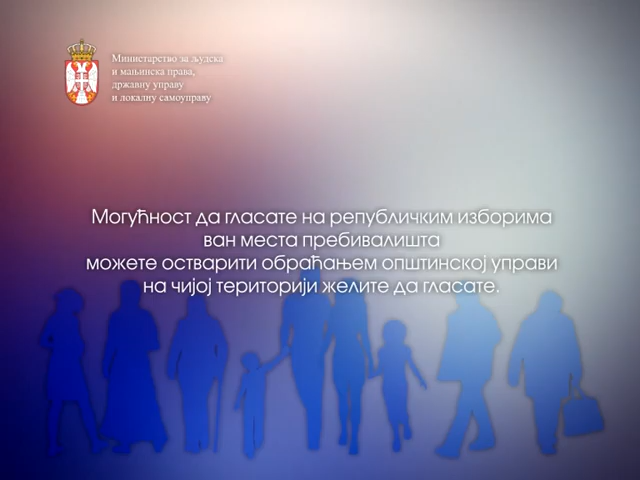 Министарство за људска
и мањинска права,
државну управу
и локалну самоуправу
Могућност да гласате на републичким изборима
ван места пребивалишта
можете остварити обраћањем општинској управи
на чијој територији желите да гласате.